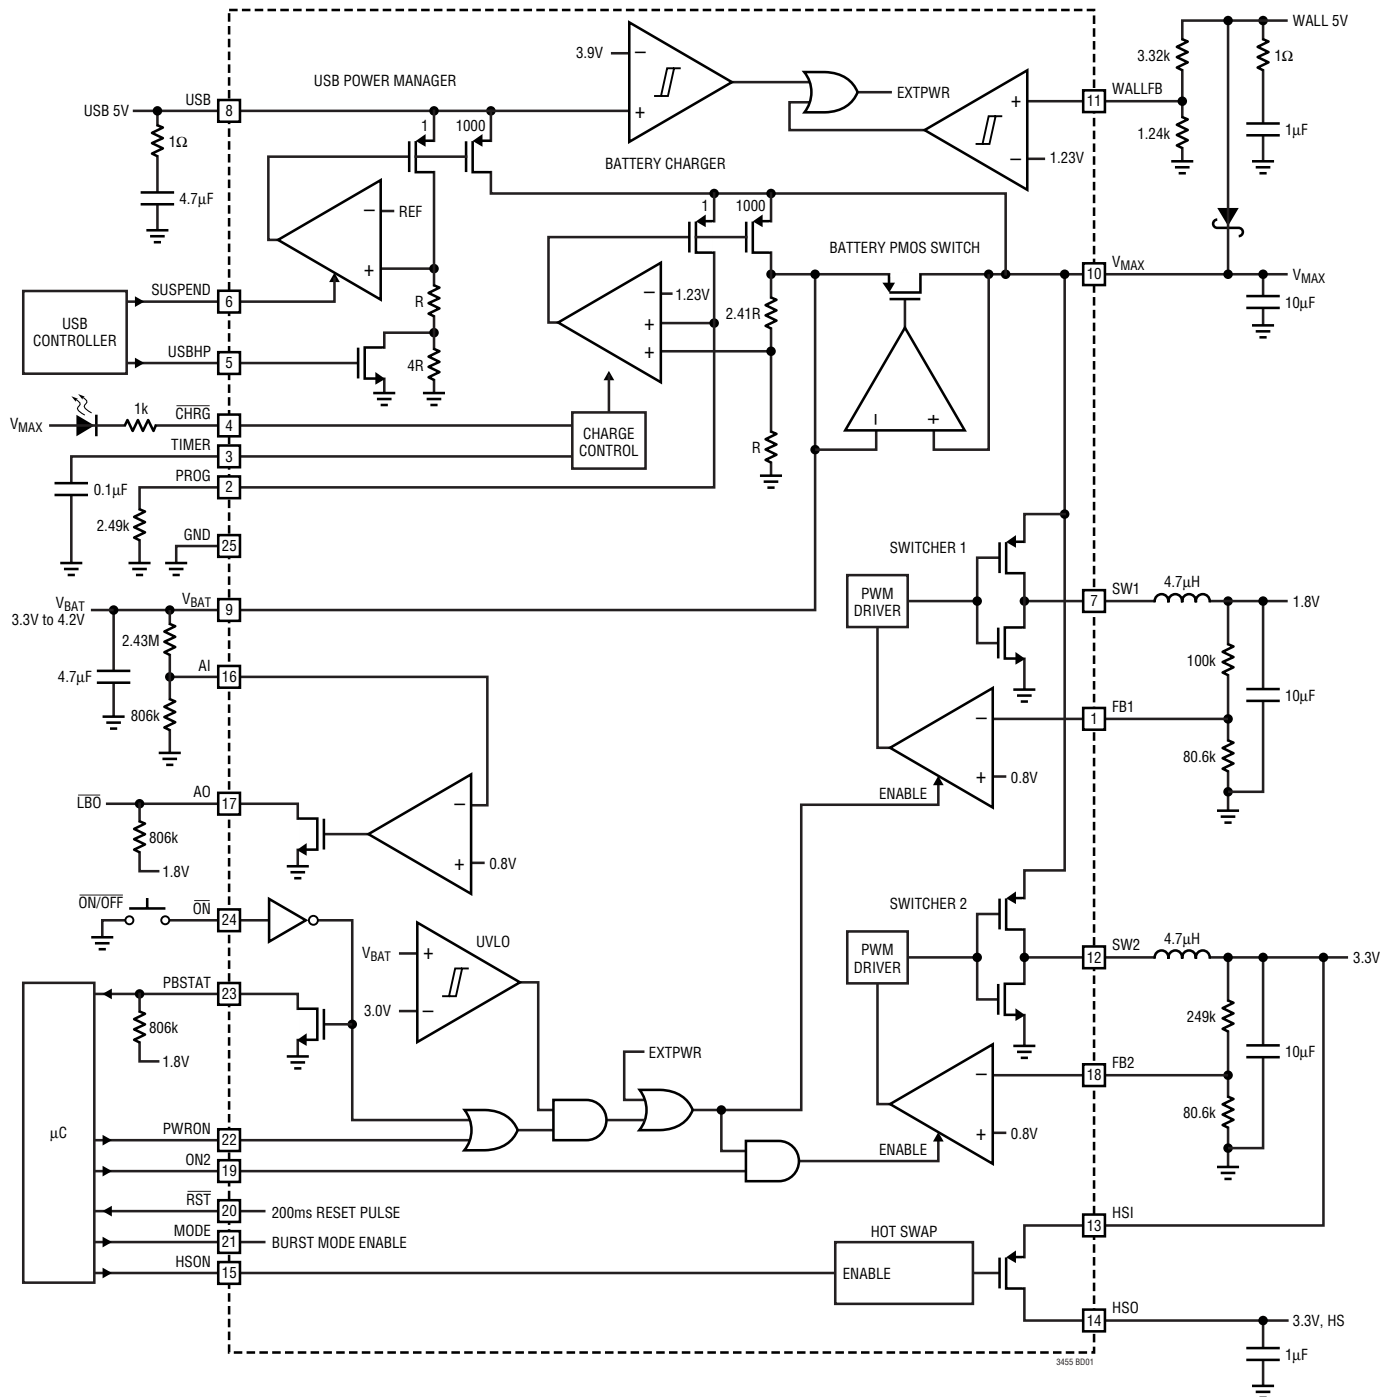 WALL 5V
3.9V
3.32k
1Ω
USB POWER MANAGER
EXTPWR
11
WALLFB
USB 5V
USB
8
1
1000
1Ω
BATTERY CHARGER
1.24k
1µF
1.23V
4.7µF
REF
1
1000
BATTERY PMOS SWITCH
VMAX
10
VMAX
SUSPEND
6
R
1.23V
2.41R
10µF
USB
CONTROLLER
USBHP
5
4R
1k
CHRG
VMAX
4
TIMER
3
CHARGE
CONTROL
R
PROG
2
0.1µF
2.49k
GND
25
SWITCHER 1
PWM
DRIVER
4.7µH
SW1
7
1.8V
VBAT
3.3V to 4.2V
VBAT
9
2.43M
100k
AI
16
4.7µF
806k
10µF
FB1
1
80.6k
0.8V
ENABLE
AO
LBO
17
806k
1.8V
0.8V
ON/OFF
ON
24
SWITCHER 2
UVLO
VBAT
PWM
DRIVER
4.7µH
SW2
12
3.3V
PBSTAT
23
3.0V
806k
249k
1.8V
EXTPWR
10µF
FB2
18
µC
80.6k
PWRON
22
0.8V
ENABLE
ON2
19
RST
20
200ms RESET PULSE
HSI
13
MODE
21
BURST MODE ENABLE
HOT SWAP
HSON
15
ENABLE
HSO
14
3.3V, HS
1µF
3455 BD01